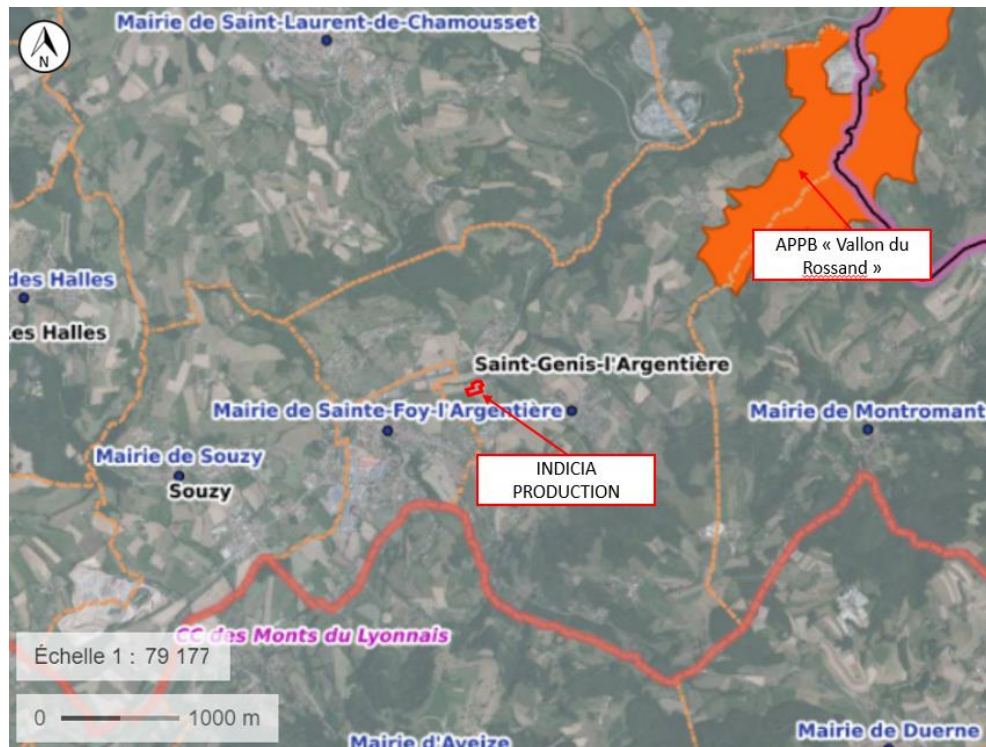 Mairie de Saint-Laurent-de-Chamousset
N
APPB « Vallon du
Rossand »
des Halles
es Halles
Saint-Genis-l'Argentière
Mairie de Sainte-Foy-l'Argentière
Mairie de Montromant
Mairie de Souzy
Souzy
INDICIA
PRODUCTION
CC des Monts du Lyonnais
Échelle 1 : 79 177
0 1000 m
Mairie de Duerne
Mairie d'Aveize